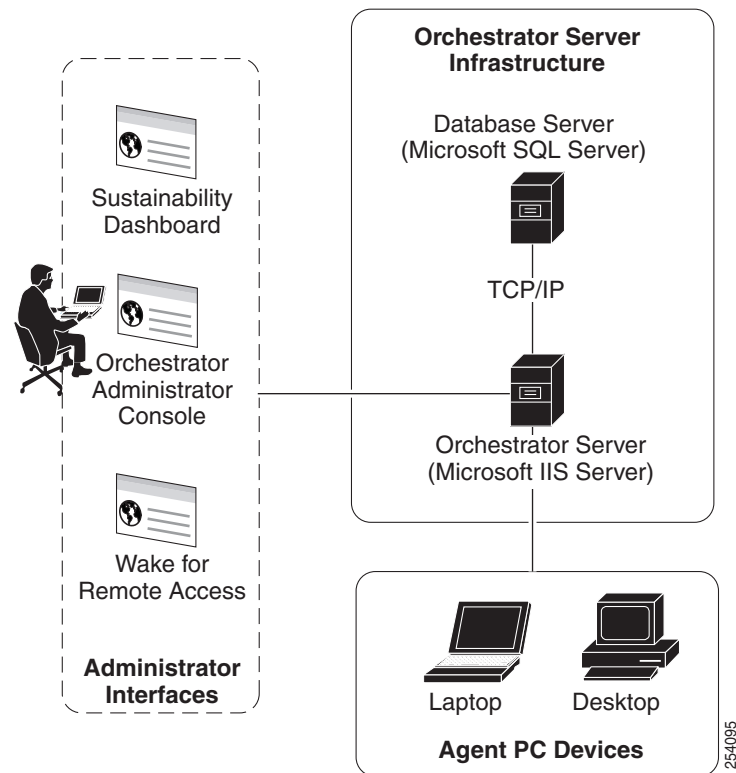 Sustainability
Dashboard
Orchestrator
Administrator
Console
Wake for
Remote Access
Administrator
Interfaces
Orchestrator Server
Infrastructure
Database Server
(Microsoft SQL Server)
TCP/IP
Orchestrator Server
(Microsoft IIS Server)
Laptop
Desktop
Agent PC Devices
254095